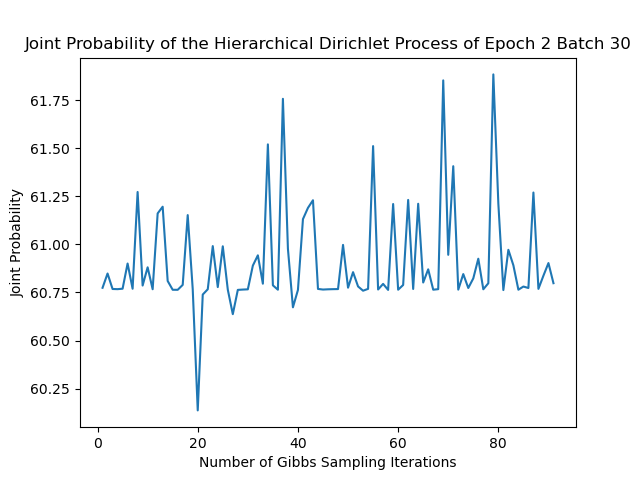 Joint Probability of the Hierarchical Dirichlet Process of Epoch 2 Batch 30
Joint Probability
61.75
61.50
61.25
61.00
60.75
60.50
60.25
0 20 40 60 80
Number of Gibbs Sampling Iterations